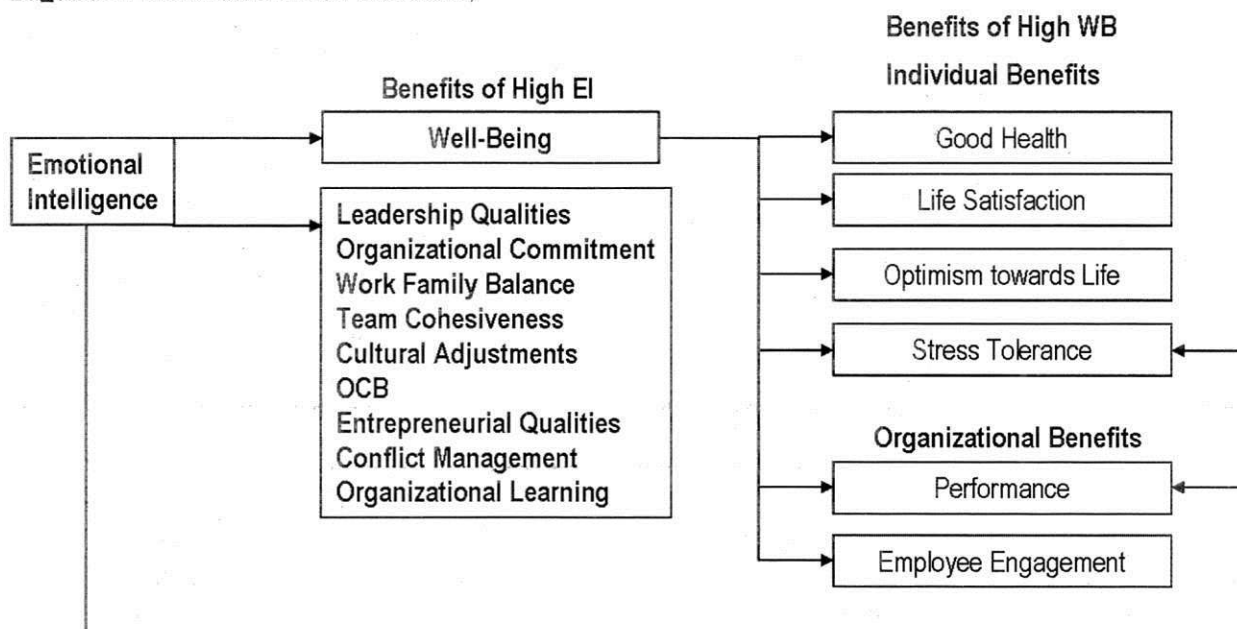 Benefits of High WB
Individual Benefits
Benefits of High EI
Well-Being
Good Health
Emotional
Intelligence
Life Satisfaction
Leadership Qualities
Organizational Commitment
Work Family Balance
Team Cohesiveness
Cultural Adjustments
OCB
Entrepreneurial Qualities
Conflict Management
Organizational Learning
Optimism towards Life
Stress Tolerance
Organizational Benefits
Performance
Employee Engagement